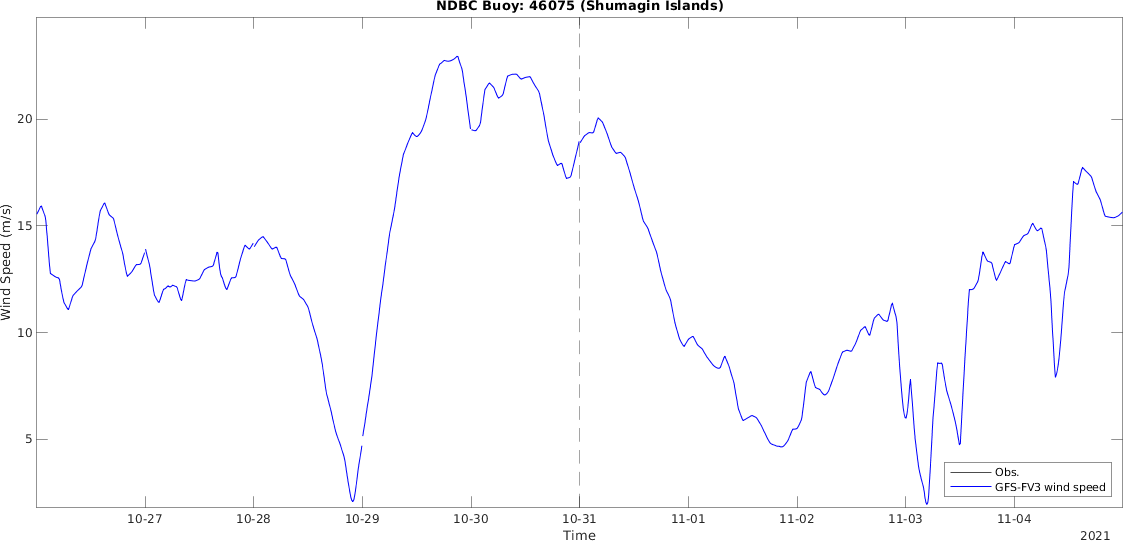 NDBC Buoy: 46075 (Shumagin Islands)
20
15
10
5
Wind Speed (m/s)
10-27 10-28 10-29 10-30 10-31 11-01 11-02 11-03 11-04
Time
2021
Obs.
GFS-FV3 wind speed